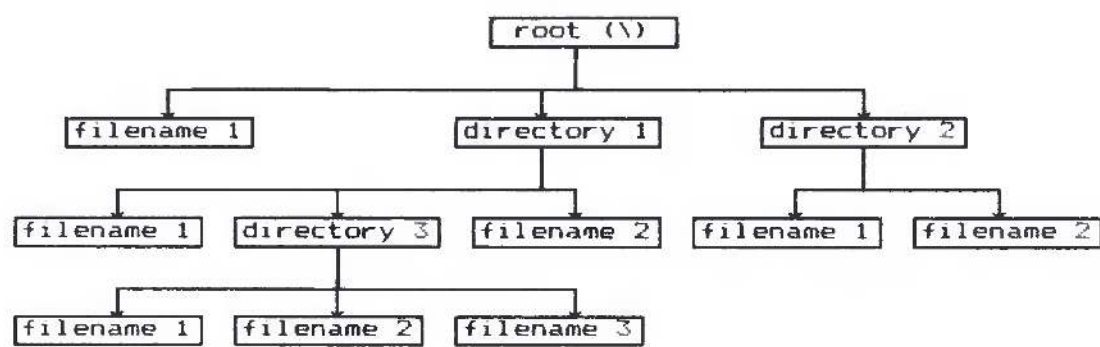 root (\)
filename 1 directory 1 directory 2
filename 1 directory 3 filename 2 filename 1 filename 2
filename 1 filename 2 filename 3